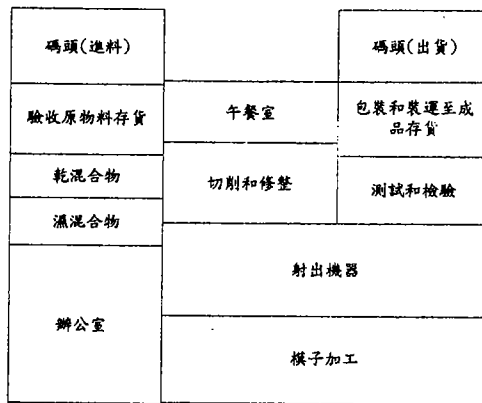 碼頭(進料)
碼頭(出貨)
驗收原物料存貨
午餐室
包裝和裝運至成
品存貨
乾混合物
切削和修整
測試和檢驗
濕混合物
射出機器
辦公室
模子加工